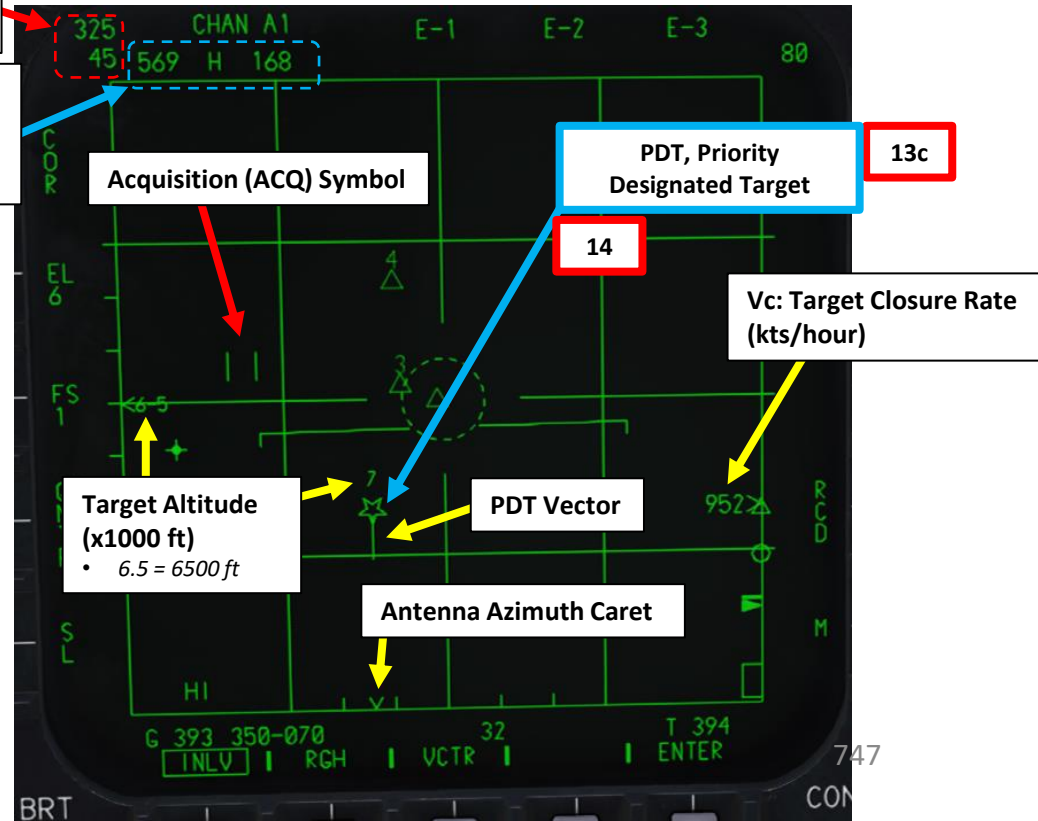 325
CHAN A1
E-1
E-2
E-3
45
569 H 168
80
COR
Acquisition (ACQ) Symbol
PDT, Priority
Designated Target
13c
14
4
EL
6
Vc: Target Closure Rate
(kts/hour)
3
FS
1
<6-5
Target Altitude
(x1000 ft)
• 6.5 = 6500 ft
7
PDT Vector
952>
RCD
Antenna Azimuth Caret
SL
M
HI
G 393 350-070
32
T 394
INLV
RGH
VCTR
ENTER
747
BRT